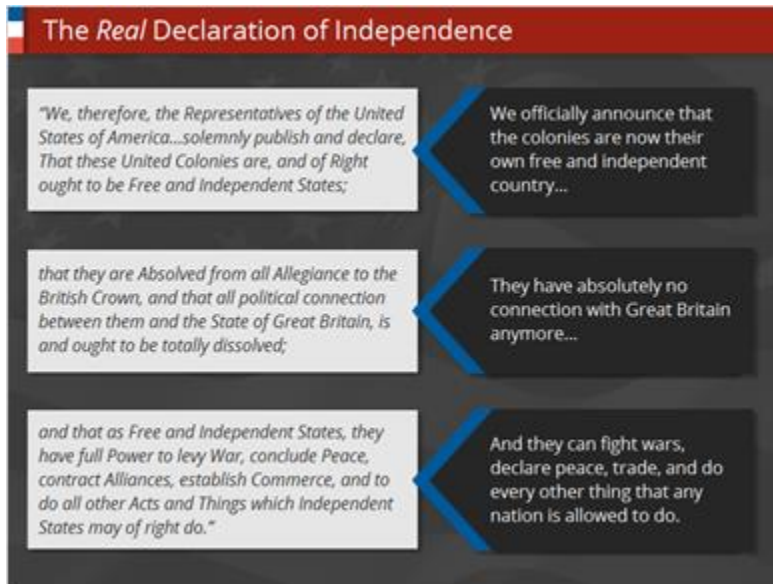 The Real Declaration of Independence
"We, therefore, the Representatives of the United
States of America...solemnly publish and declare,
That these United Colonies are, and of Right
ought to be Free and Independent States;
We officially announce that
the colonies are now their
own free and independent
country...
that they are Absolved from all Allegiance to the
British Crown, and that all political connection
between them and the State of Great Britain, is
and ought to be totally dissolved;
They have absolutely no
connection with Great Britain
anymore...
and that as Free and Independent States, they
have full Power to levy War, conclude Peace,
contract Alliances, establish Commerce, and to
do all other Acts and Things which Independent
States may of right do."
And they can fight wars,
declare peace, trade, and do
every other thing that any
nation is allowed to do.